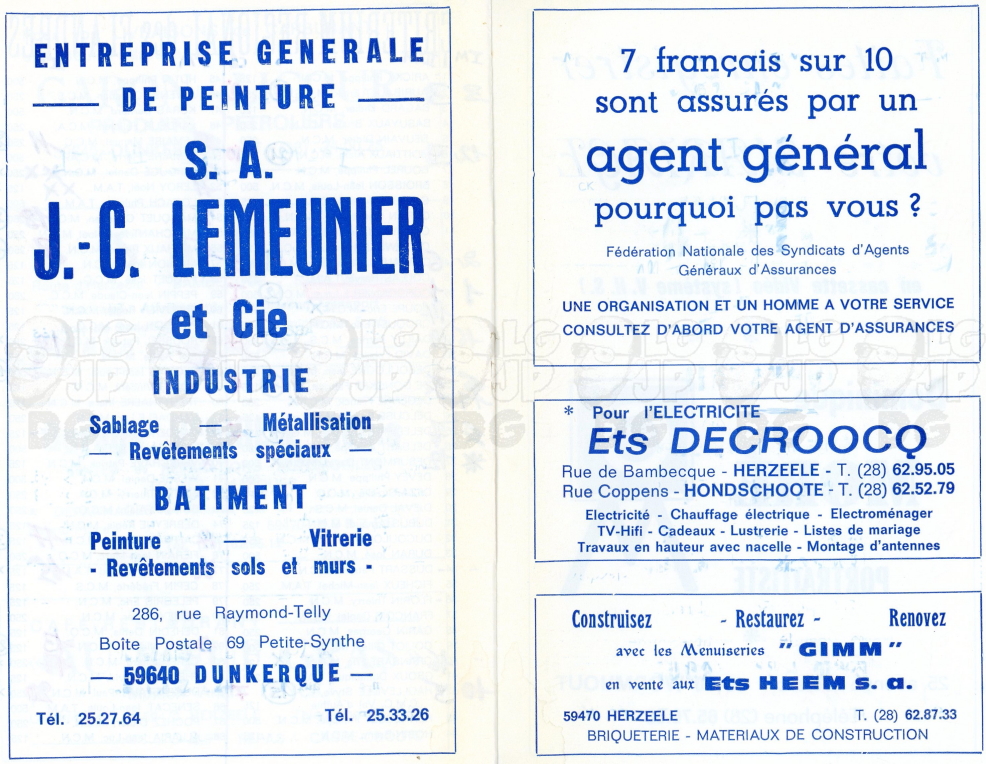 ENTREPRISE GENERALE
DE PEINTURE
S. A.
J.-C. LEMEUNIER
et Cie
INDUSTRIE
Sablage — Métallisation
— Revêtements spéciaux —
BATIMENT
Peinture — Vitrerie
- Revêtements sols et murs -
286, rue Raymond-Telly
Boîte Postale 69 Petite-Synthe
— 59640 DUNKERQUE —
Tél. 25.27.64 Tél. 25.33.26
7 français sur 10
sont assurés par un
agent général
pourquoi pas vous ?
Fédération Nationale des Syndicats d'Agents
Généraux d'Assurances
UNE ORGANISATION ET UN HOMME A VOTRE SERVICE
CONSULTEZ D'ABORD VOTRE AGENT D'ASSURANCES
* Pour l'ELECTRICITE
Ets DECROOCQ
Rue de Bambecque - HERZEELE - T. (28) 62.95.05
Rue Coppens - HONDSCHOOTE - T. (28) 62.52.79
Electricité - Chauffage électrique - Electroménager
TV-Hifi - Cadeaux - Lustrerie - Listes de mariage
Travaux en hauteur avec nacelle - Montage d'antennes
Construisez - Restaurez - Renovez
avec les Menuiseries "GIMM"
en vente aux Ets HEEM s. a.
59470 HERZEELE T. (28) 62.87.33
BRIQUETERIE - MATERIAUX DE CONSTRUCTION
LG JP DG